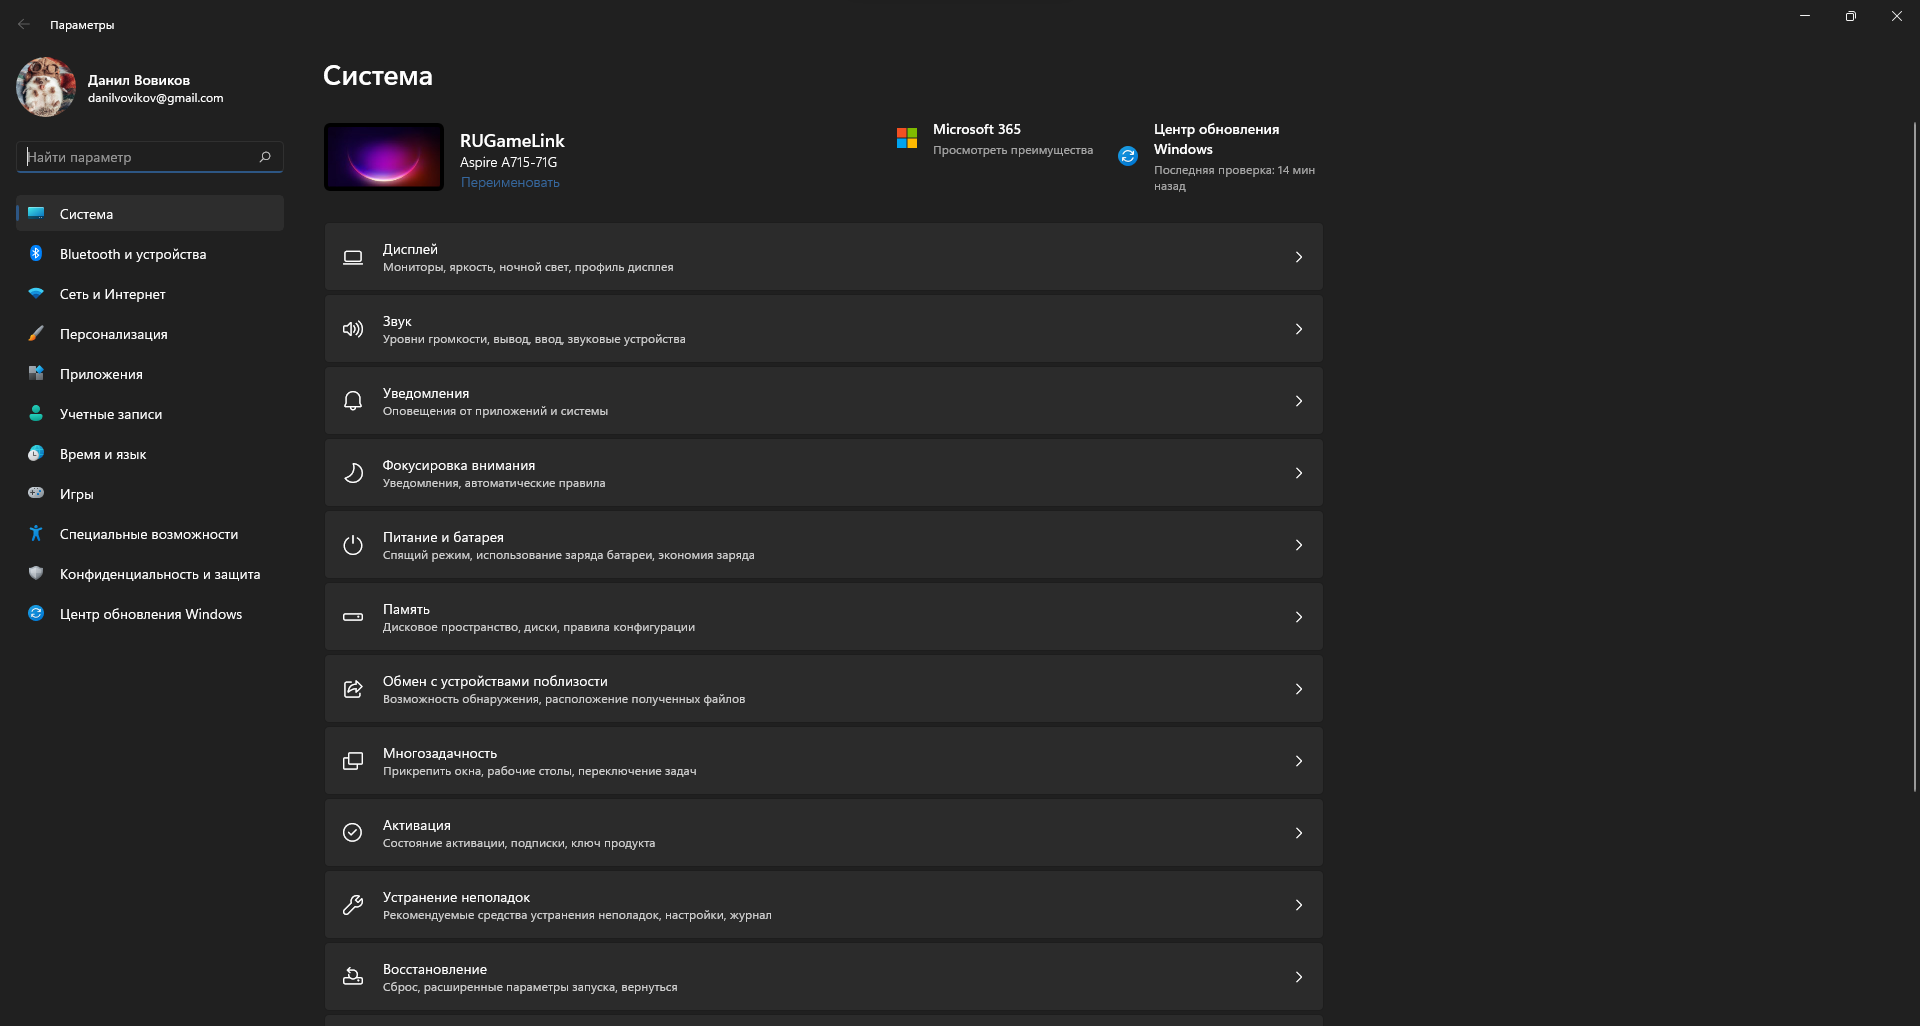 Параметры
Данил Вовиков
danilvovikov@gmail.com
Найти параметр
Система
Bluetooth и устройства
Сеть и Интернет
Персонализация
Приложения
Учетные записи
Время и язык
Игры
Специальные возможности
Конфиденциальность и защита
Центр обновления Windows
Система
RUGameLink
Aspire A715-71G
Переименовать
Microsoft 365
Просмотреть преимущества
Центр обновления
Windows
Последняя проверка: 14 мин
назад
Дисплей
Мониторы, яркость, ночной свет, профиль дисплея
Звук
Уровни громкости, вывод, ввод, звуковые устройства
Уведомления
Оповещения от приложений и системы
Фокусировка внимания
Уведомления, автоматические правила
Питание и батарея
Спящий режим, использование заряда батареи, экономия заряда
Память
Дисковое пространство, диски, правила конфигурации
Обмен с устройствами поблизости
Возможность обнаружения, расположение полученных файлов
Многозадачность
Прикрепить окна, рабочие столы, переключение задач
Активация
Состояние активации, подписки, ключ продукта
Устранение неполадок
Рекомендуемые средства устранения неполадок, настройки, журнал
Восстановление
Сброс, расширенные параметры запуска, вернуться